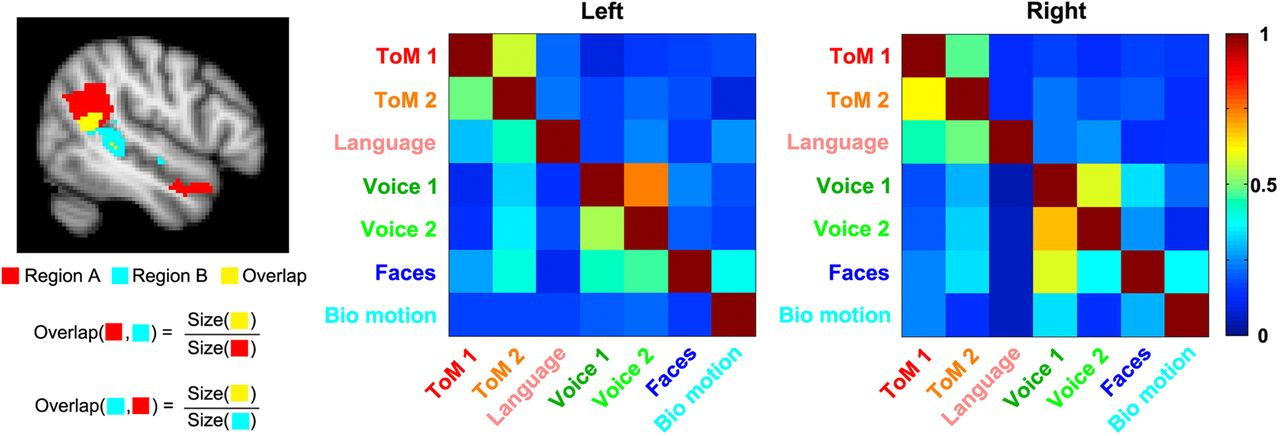 Left
Right
Region A Region B Overlap
Overlap( , ) = Size( )
Size( )
Overlap( , ) = Size( )
Size( )
ToM 1
ToM 2
Language
Voice 1
Voice 2
Faces
Bio motion
ToM 1 ToM 2 Language Voice 1 Voice 2 Faces Bio motion
ToM 1
ToM 2
Language
Voice 1
Voice 2
Faces
Bio motion
ToM 1 ToM 2 Language Voice 1 Voice 2 Faces Bio motion
1
0.5
0